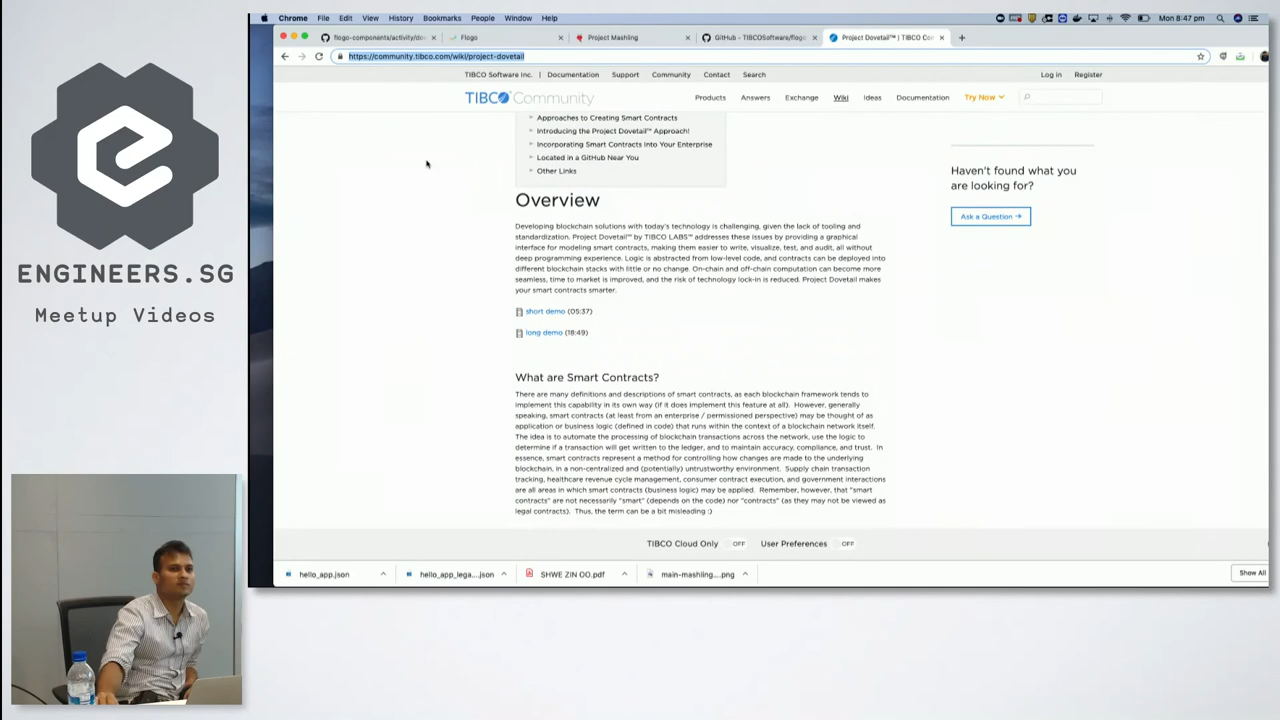 Chrome File Edit View History Bookmarks People Window Help
Mon 8:47 pm
flogo-components/activity/do
Flogo
Project Mashling
GitHub - TIBCOSoftware/flogo
Project Dovetail™ | TIBCO Co
https://community.tibco.com/wiki/project-dovetail
TIBCO Software Inc. | Documentation Support Community Contact Search
Log in Register
TIBCO Community
Products Answers Exchange Wiki Ideas Documentation Try Now
Approaches to Creating Smart Contracts
Introducing the Project Dovetail™ Approach!
Incorporating Smart Contracts Into Your Enterprise
Located in a GitHub Near You
Other Links
Haven't found what you
are looking for?
Ask a Question →
Overview
Developing blockchain solutions with today's technology is challenging, given the lack of tooling and
standardization. Project Dovetail™ by TIBCO LABS™ addresses these issues by providing a graphical
interface for modeling smart contracts, making them easier to write, visualize, test, and audit, all without
deep programming experience. Logic is abstracted from low-level code, and contracts can be deployed into
different blockchain stacks with little or no change. On-chain and off-chain computation can become more
seamless, time to market is improved, and the risk of technology lock-in is reduced. Project Dovetail makes
your smart contracts smarter.
short demo (05:37)
long demo (18:49)
What are Smart Contracts?
There are many definitions and descriptions of smart contracts, as each blockchain framework tends to
implement this capability in its own way (if it does implement this feature at all). However, generally
speaking, smart contracts (at least from an enterprise / permissioned perspective) may be thought of as
application or business logic (defined in code) that runs within the context of a blockchain network itself.
The idea is to automate the processing of blockchain transactions across the network, use the logic to
determine if a transaction will get written to the ledger, and to maintain accuracy, compliance, and trust. In
essence, smart contracts represent a method for controlling how changes are made to the underlying
blockchain, in a non-centralized and (potentially) untrustworthy environment. Supply chain transaction
tracking, healthcare revenue cycle management, consumer contract execution, and government interactions
are all areas in which smart contracts (business logic) may be applied. Remember, however, that "smart
contracts" are not necessarily "smart" (depends on the code) nor "contracts" (as they may not be viewed as
legal contracts). Thus, the term can be a bit misleading :)
TIBCO Cloud Only OFF User Preferences OFF
hello_app.json
hello_app_lega....json
SHWE ZIN OO.pdf
main-mashling....png
Show All
ENGINEERS.SG
Meetup Videos